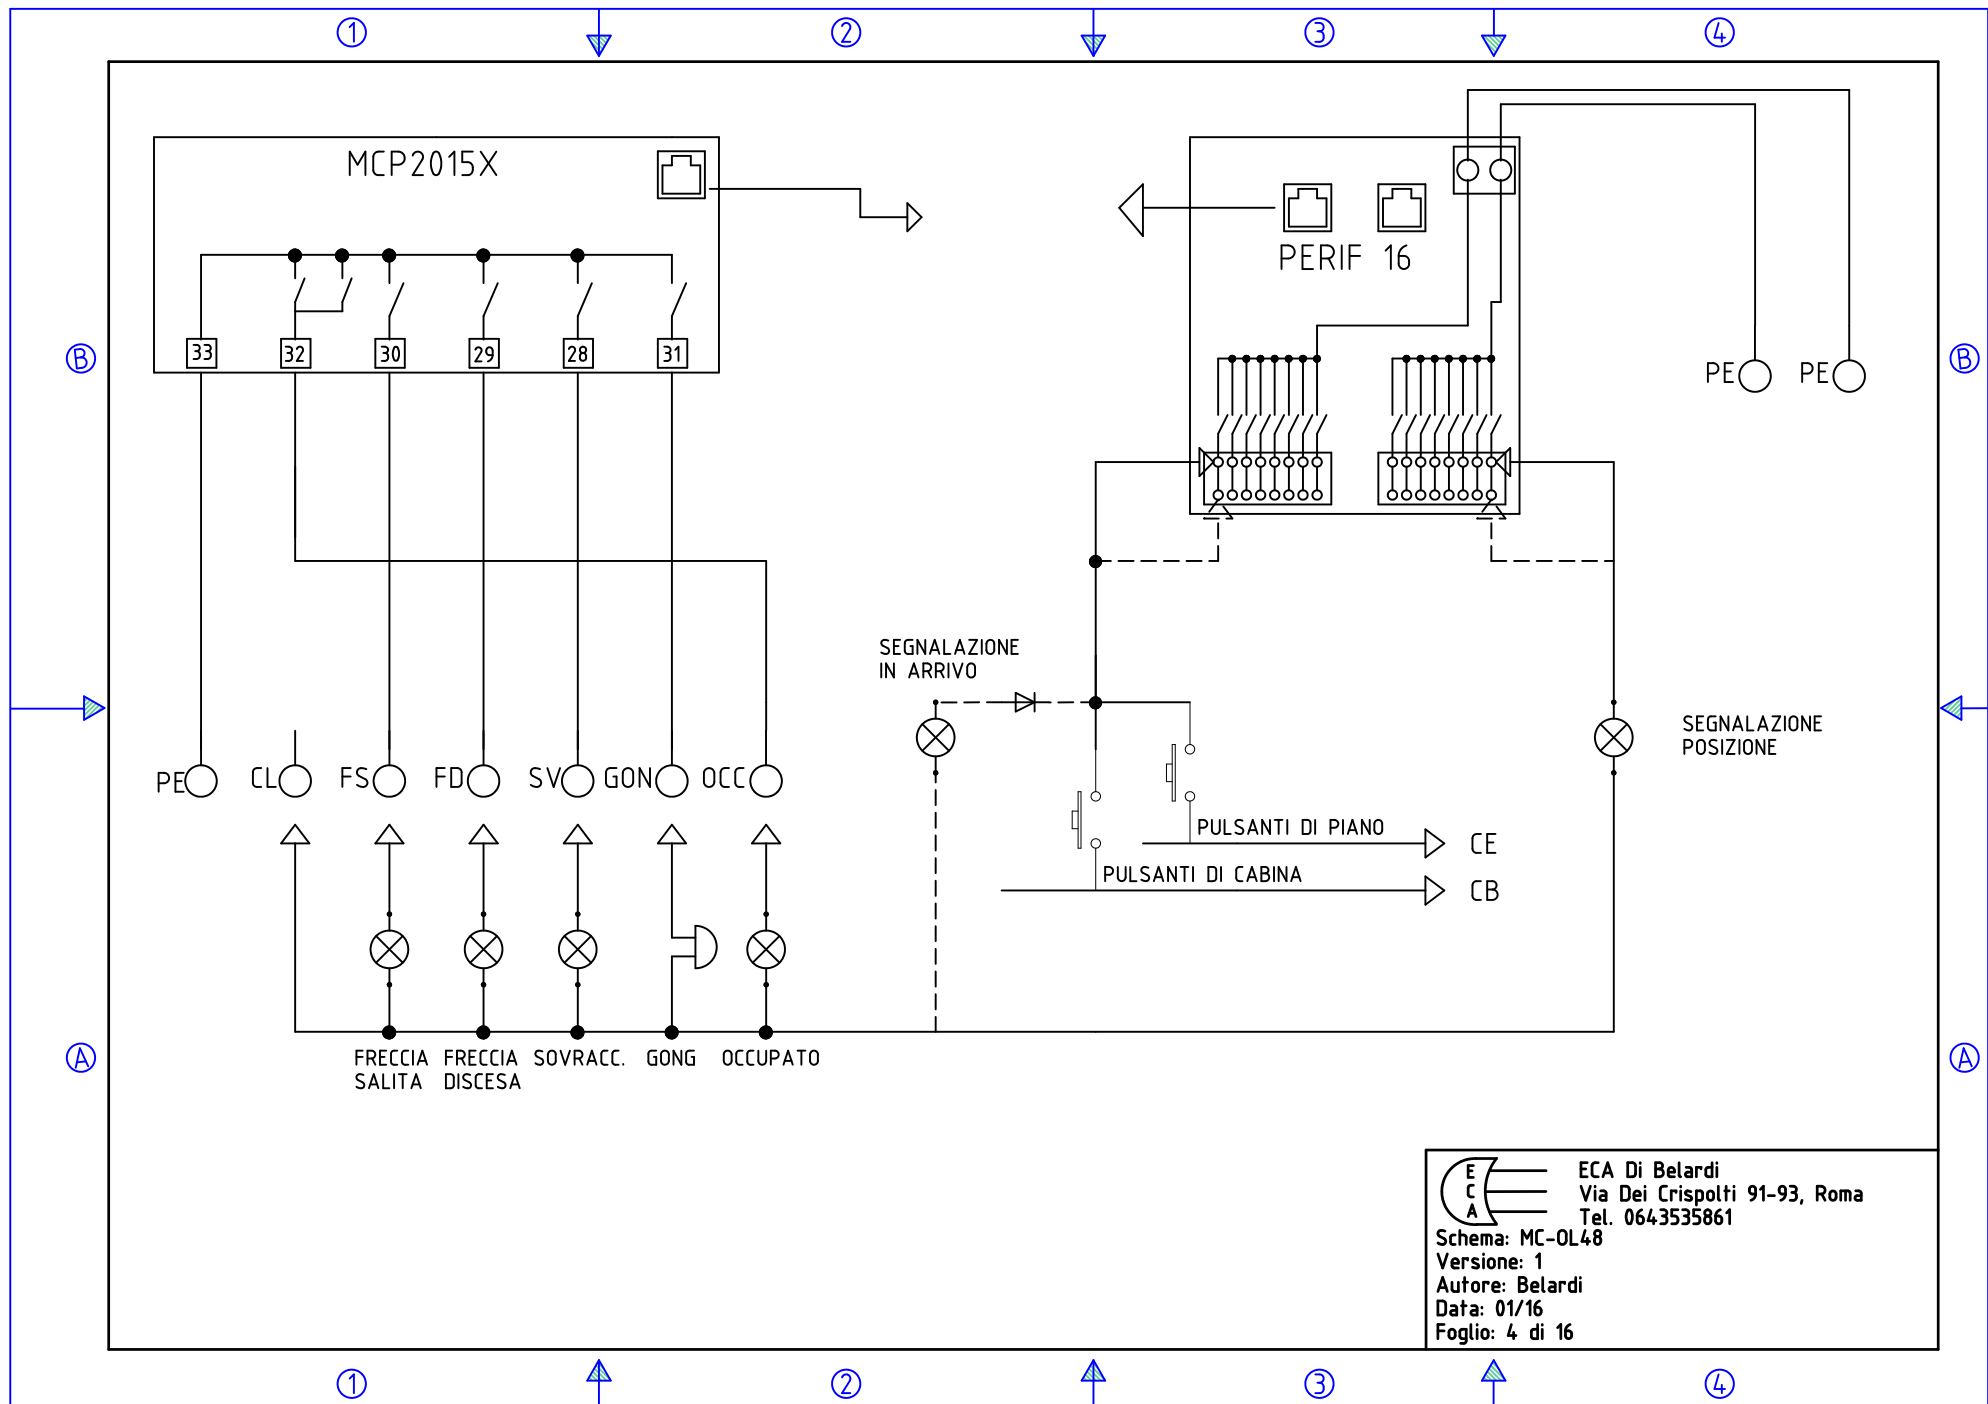 1 2 3 4
MCP2015X
PERIF 16
B
33 32 30 29 28 31
PE PE
B
SEGNALAZIONE
IN ARRIVO
SEGNALAZIONE
POSIZIONE
PE CL FS FD SV GON OCC
PULSANTI DI PIANO CE
PULSANTI DI CABINA CB
A
FRECCIA
SALITA
FRECCIA
DISCESA
SOVRACC.
GONG
OCCUPATO
A
E
C
A
ECA Di Belardi
Via Dei Crispolti 91-93, Roma
Tel. 0643535861
Schema: MC-OL48
Versione: 1
Autore: Belardi
Data: 01/16
Foglio: 4 di 16
1 2 3 4